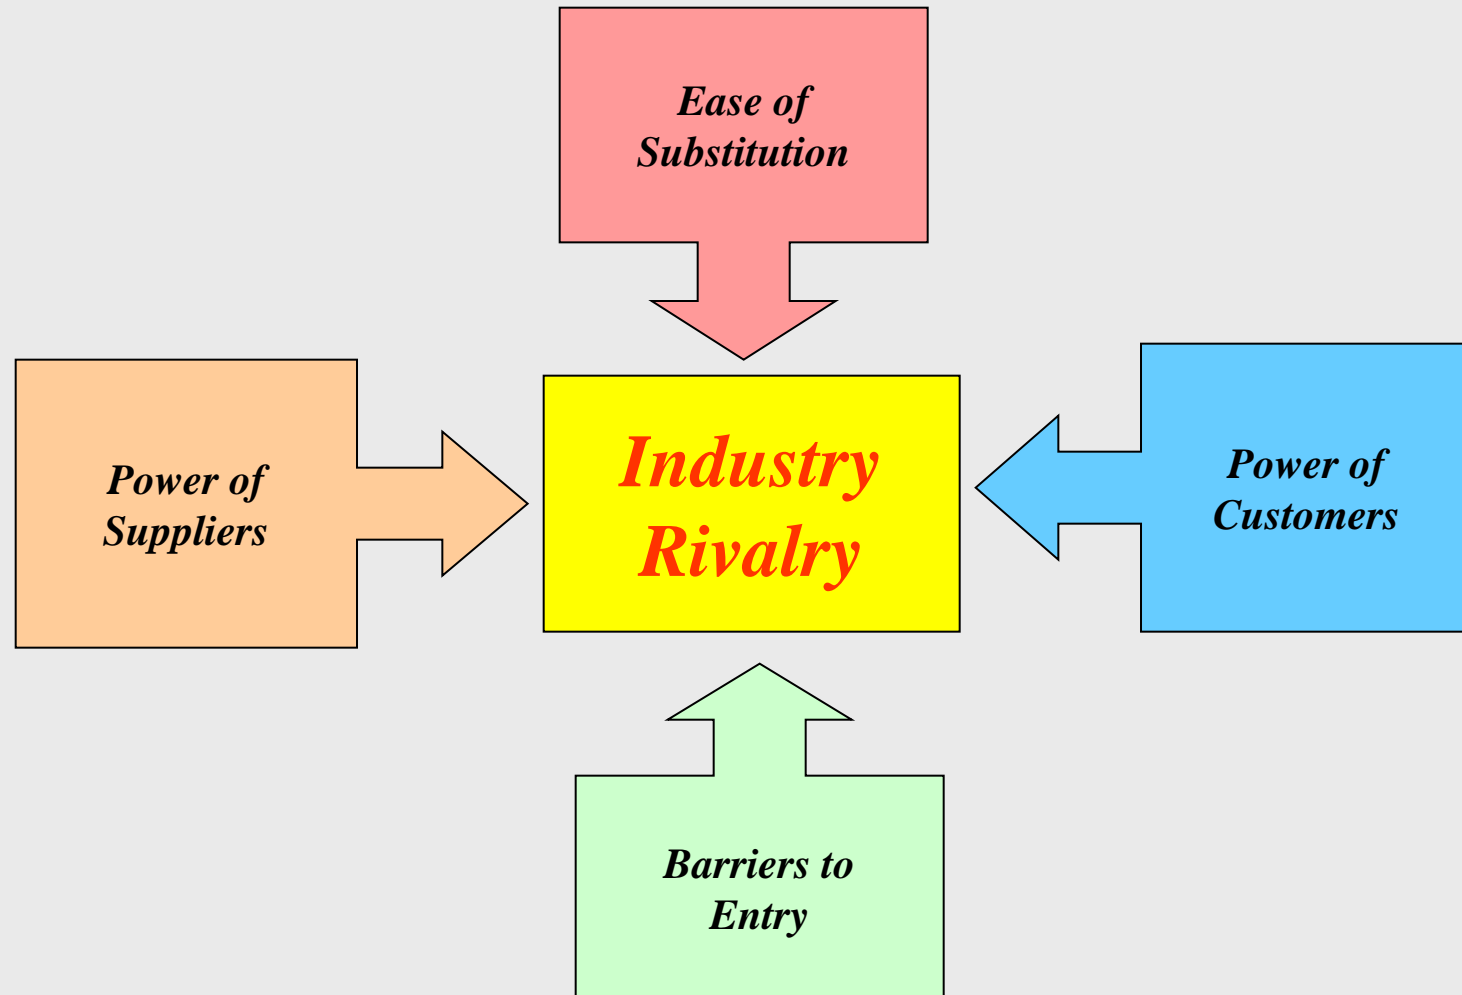 Ease of
Substitution
Power of
Suppliers
Industry
Rivalry
Power of
Customers
Barriers to
Entry